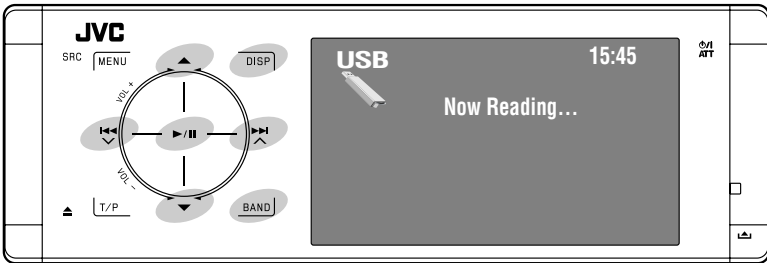 JVC
SRC
MENU
DISP
VOL +
VOL –
T/P
BAND
USB
15:45
Now Reading...
⏻/I
ATT